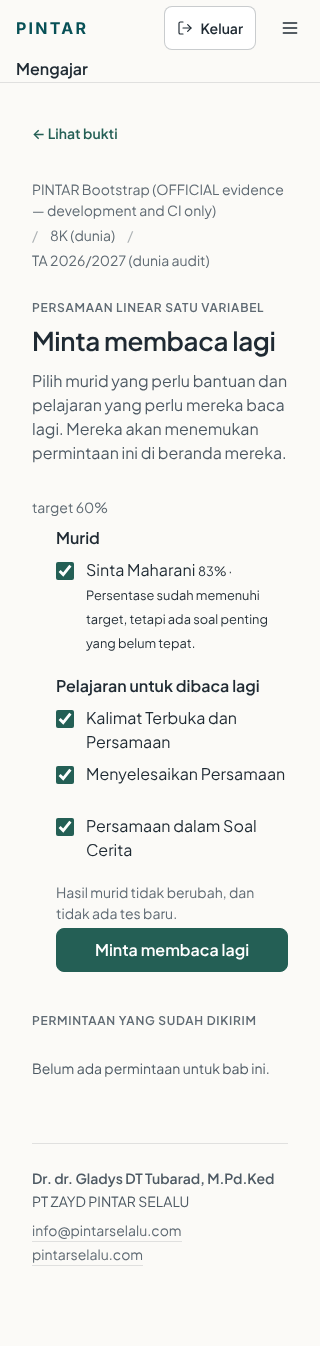 PINTAR
Keluar
Mengajar
← Lihat bukti
PINTAR Bootstrap (OFFICIAL evidence
— development and CI only)
/ 8K (dunia) /
TA 2026/2027 (dunia audit)
PERSAMAAN LINEAR SATU VARIABEL
Minta membaca lagi
Pilih murid yang perlu bantuan dan
pelajaran yang perlu mereka baca
lagi. Mereka akan menemukan
permintaan ini di beranda mereka.
target 60%
Murid
Sinta Maharani 83% ·
Persentase sudah memenuhi
target, tetapi ada soal penting
yang belum tepat.
Pelajaran untuk dibaca lagi
Kalimat Terbuka dan
Persamaan
Menyelesaikan Persamaan
Persamaan dalam Soal
Cerita
Hasil murid tidak berubah, dan
tidak ada tes baru.
Minta membaca lagi
PERMINTAAN YANG SUDAH DIKIRIM
Belum ada permintaan untuk bab ini.
Dr. dr. Gladys DT Tubarad, M.Pd.Ked
PT ZAYD PINTAR SELALU
info@pintarselalu.com
pintarselalu.com